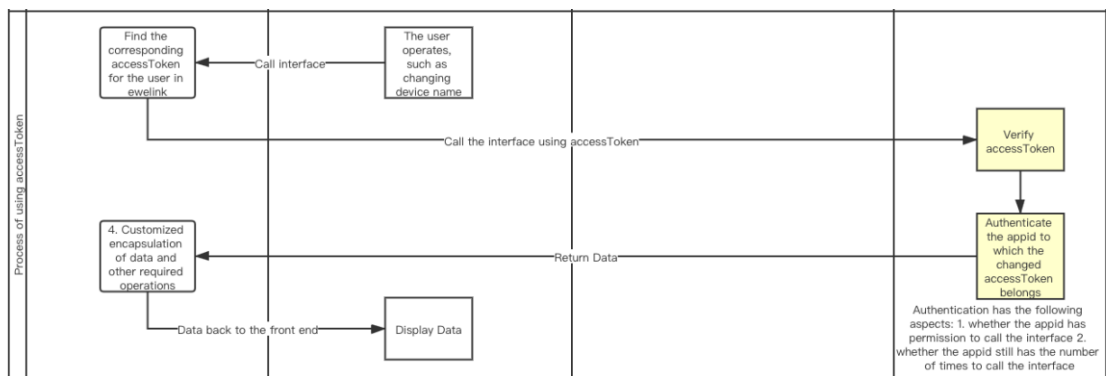 Process of using accessToken
Find the
corresponding
accessToken
for the user in
ewelink
The user
operates,
such as
changing
device name
Call interface
Call the interface using accessToken
Verify
accessToken
4. Customized
encapsulation
of data and
other required
operations
Return Data
Authenticate
the appid to
which the
changed
accessToken
belongs
Authentication has the following
aspects: 1. whether the appid has
permission to call the interface 2.
whether the appid still has the number
of times to call the interface
Data back to the front end
Display Data